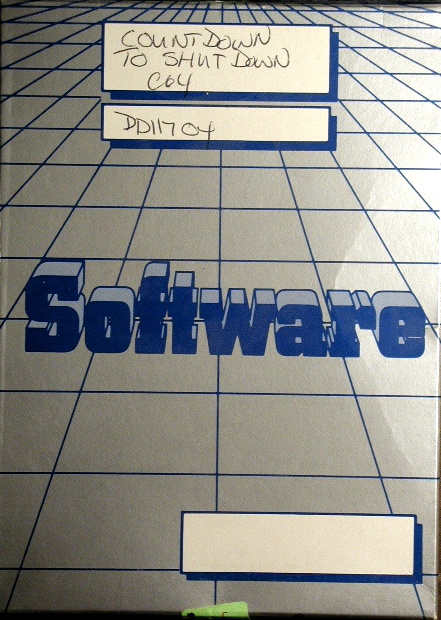 COUNTDOWN
TO SHUTDOWN
C64
DD11704
Software